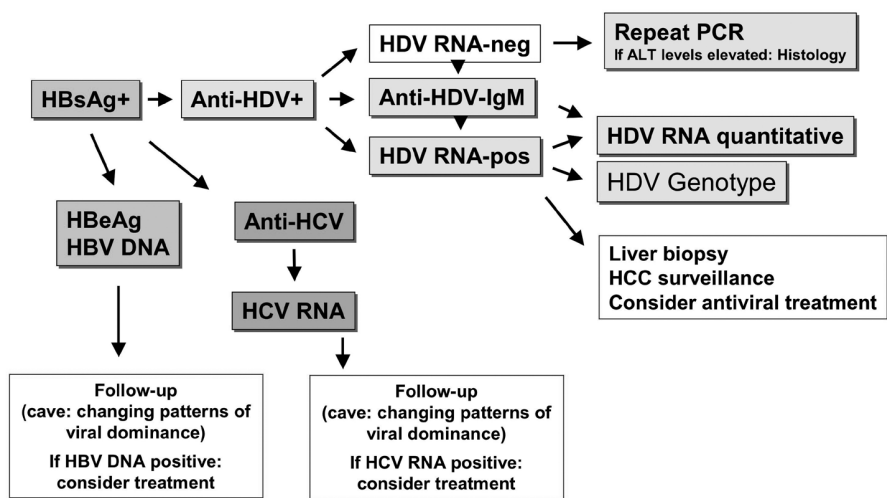 HDV RNA-neg
Repeat PCR
If ALT levels elevated: Histology
HBsAg+
Anti-HDV+
Anti-HDV-IgM
HDV RNA quantitative
HDV RNA-pos
HDV Genotype
HBeAg
HBV DNA
Anti-HCV
Liver biopsy
HCC surveillance
Consider antiviral treatment
HCV RNA
Follow-up
(cave: changing patterns of
viral dominance)
If HBV DNA positive:
consider treatment
Follow-up
(cave: changing patterns of
viral dominance)
If HCV RNA positive:
consider treatment